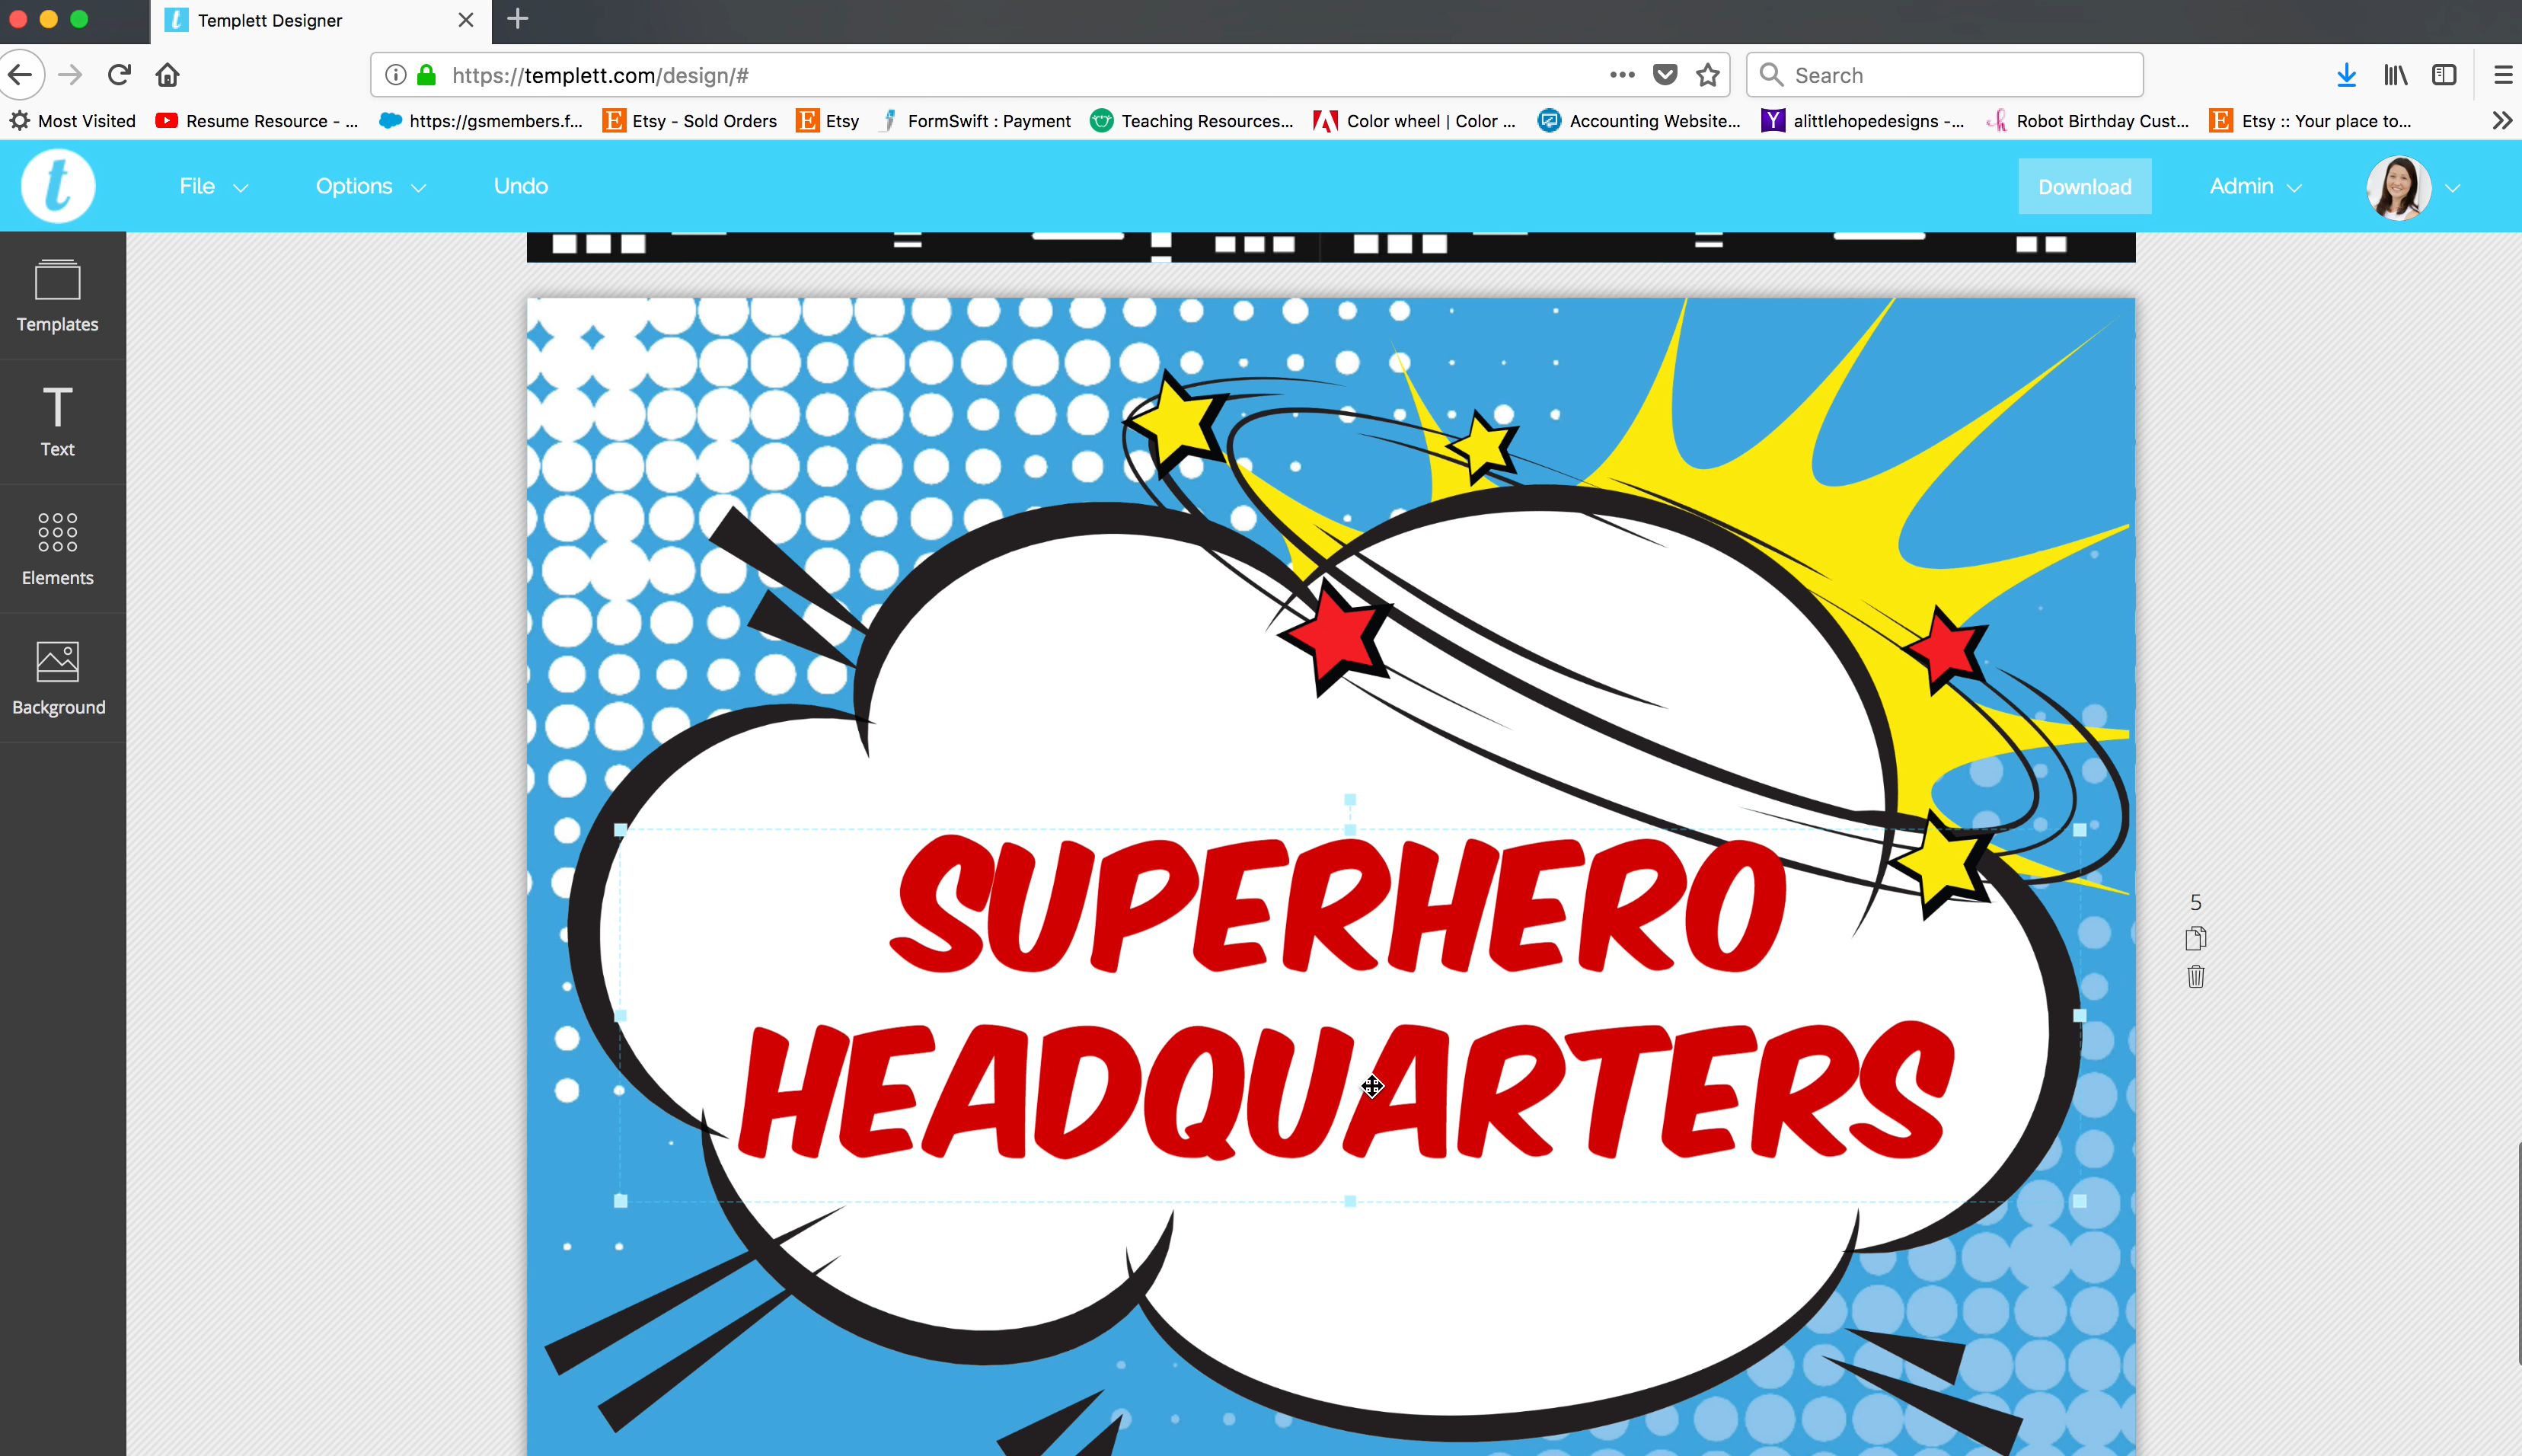 Templett Designer
https://templett.com/design/#
Search
Most Visited
Resume Resource - ...
https://gsmembers.f...
Etsy - Sold Orders
Etsy
FormSwift : Payment
Teaching Resources...
Color wheel | Color ...
Accounting Website...
alittlehopedesigns -...
Robot Birthday Cust...
Etsy :: Your place to...
t
File
Options
Undo
Download
Admin
Templates
T
Text
Elements
Background
SUPERHERO
HEADQUARTERS
5